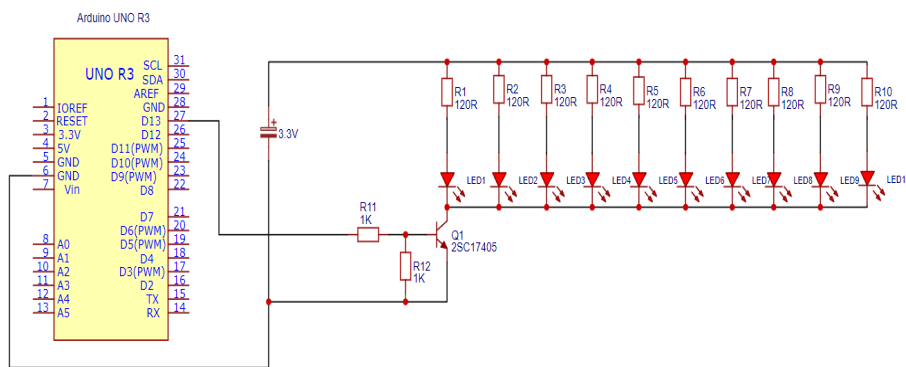 Arduino UNO R3
UNO R3
1 IOREF
2 RESET
3 3.3V
4 5V
5 GND
6 GND
7 Vin
8 A0
9 A1
10 A2
11 A3
12 A4
13 A5
SCL 31
SDA 30
AREF 29
GND 28
D13 27
D12 26
D11(PWM) 25
D10(PWM) 24
D9(PWM) 23
D8 22
D7 21
D6(PWM) 20
D5(PWM) 19
D4 18
D3(PWM) 17
D2 16
TX 15
RX 14
+
3.3V
R1
120R
R2
120R
R3
120R
R4
120R
R5
120R
R6
120R
R7
120R
R8
120R
R9
120R
R10
120R
LED1
LED2
LED3
LED4
LED5
LED6
LED7
LED8
LED9
LED1
R11
1K
R12
1K
Q1
2SC17405